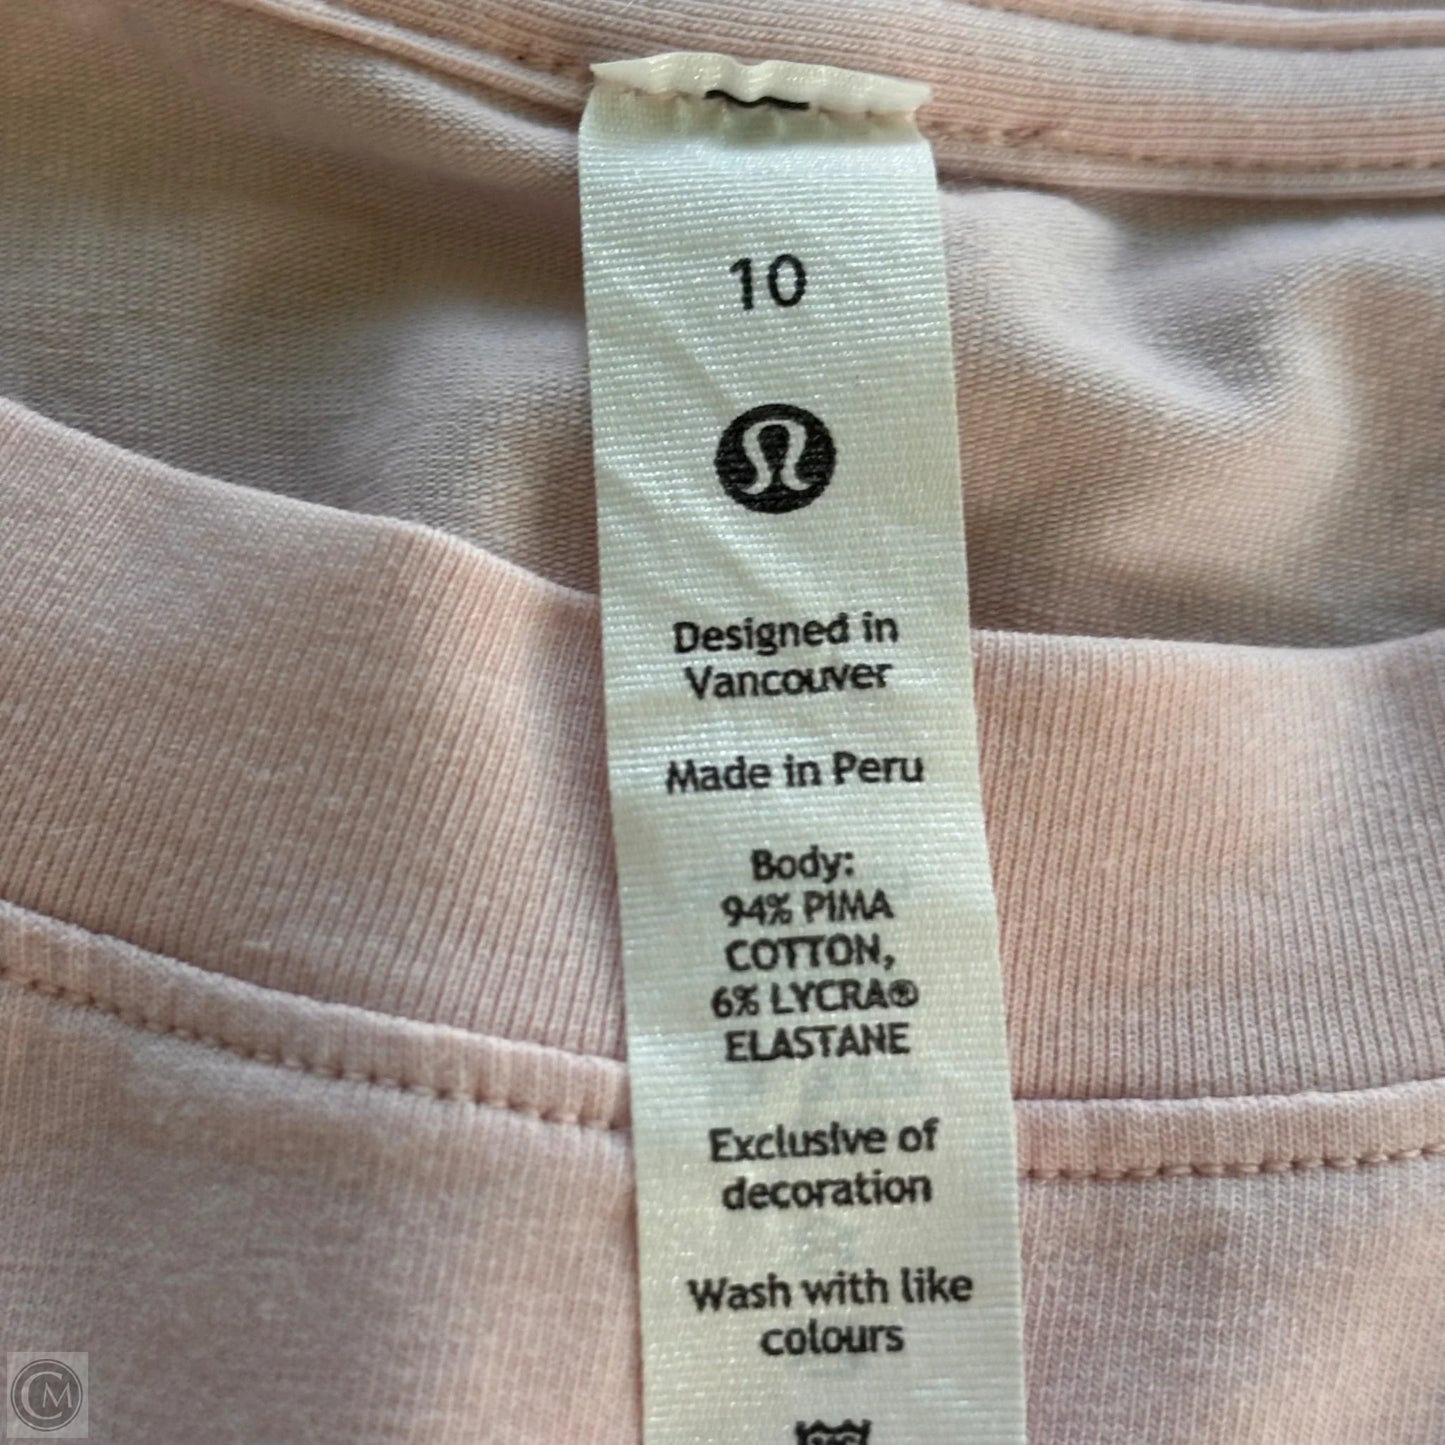 10
Designed in
Vancouver
Made in Peru
Body:
94% PIMA
COTTON,
6% LYCRA®
ELASTANE
Exclusive of
decoration
Wash with like
colours
CM